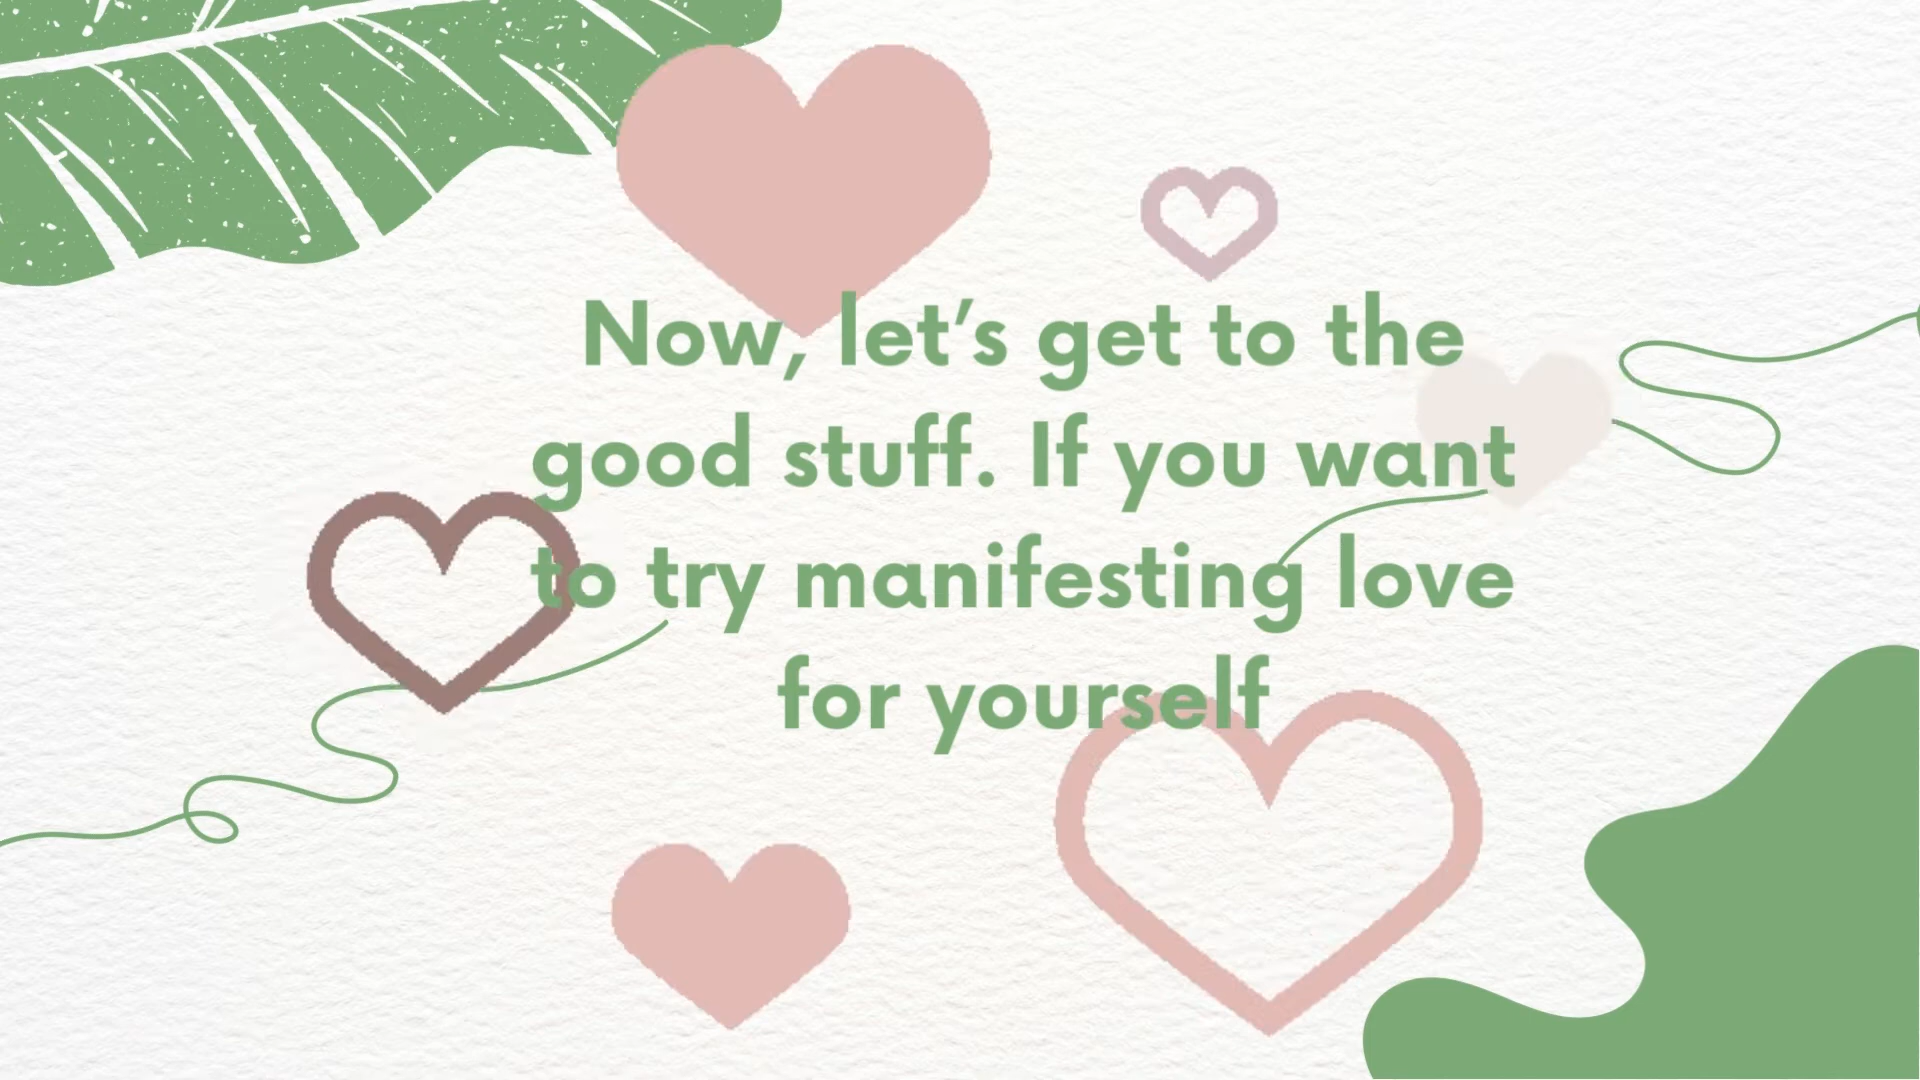 Now, let’s get to the
good stuff. If you want
to try manifesting love
for yourself